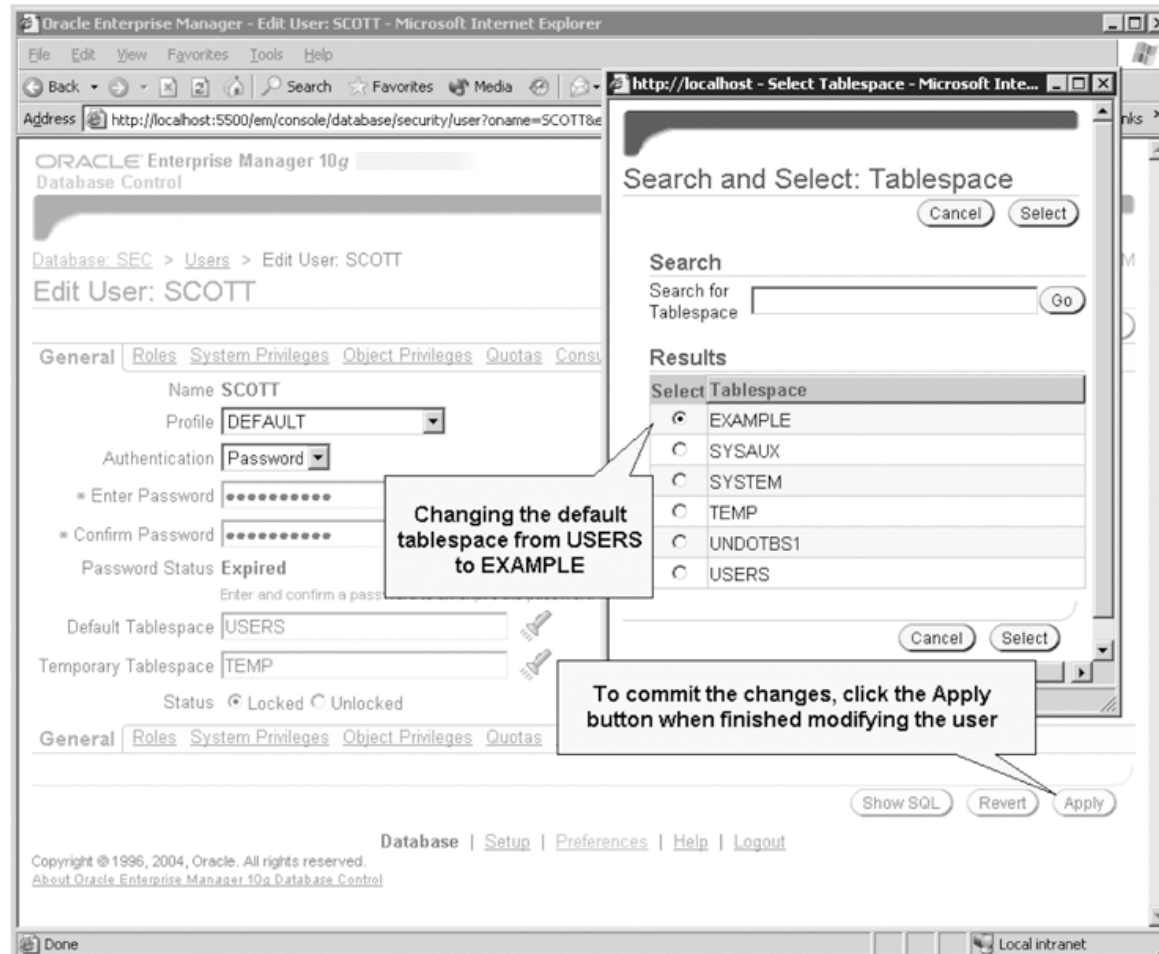 Oracle Enterprise Manager - Edit User: SCOTT - Microsoft Internet Explorer
File Edit View Favorites Tools Help
Back Search Favorites Media
Address http://localhost:5500/em/console/database/security/user?oname=SCOTT&e
ORACLE Enterprise Manager 10g
Database Control
Database: SEC > Users > Edit User: SCOTT
Edit User: SCOTT
General Roles System Privileges Object Privileges Quotas Consu
Name SCOTT
Profile DEFAULT
Authentication Password
* Enter Password ••••••••••
* Confirm Password ••••••••••
Password Status Expired
Enter and confirm a
Default Tablespace USERS
Temporary Tablespace TEMP
Status Locked Unlocked
General Roles System Privileges Object Privileges Quotas
Show SQL Revert Apply
Database | Setup | Preferences | Help | Logout
Copyright © 1996, 2004, Oracle. All rights reserved.
About Oracle Enterprise Manager 10g Database Control
Done
Local intranet
http://localhost - Select Tablespace - Microsoft Inte...
nks
M
Search and Select: Tablespace
Cancel Select
Search
Search for
Tablespace
Go
Results
Select Tablespace
EXAMPLE
SYSAUX
SYSTEM
TEMP
UNDOTBS1
USERS
Cancel Select
Changing the default
tablespace from USERS
to EXAMPLE
To commit the changes, click the Apply
button when finished modifying the user